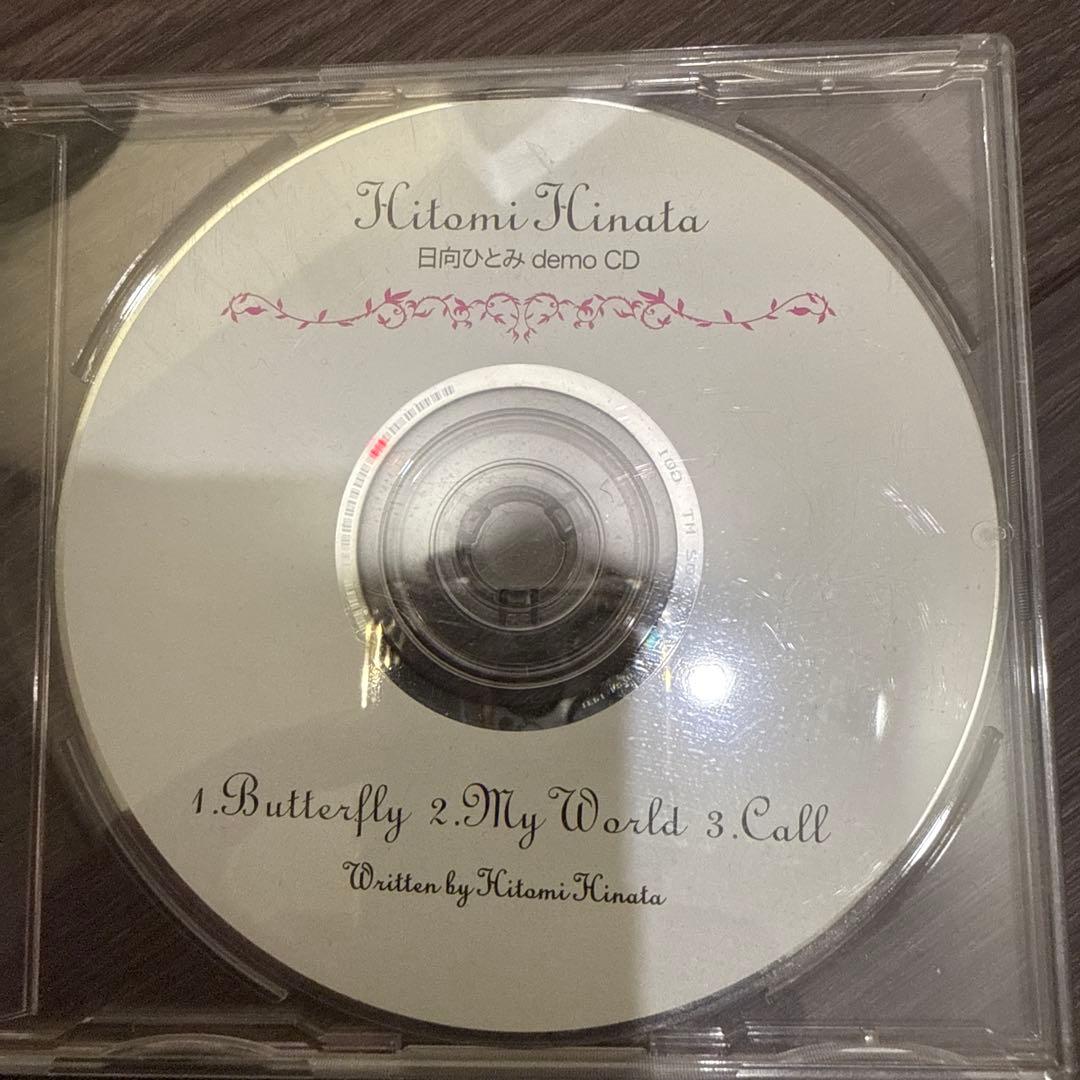 Hitomi Hinata
日向ひとみ demo CD
1.Butterfly 2.My World 3.Call
Written by Hitomi Hinata